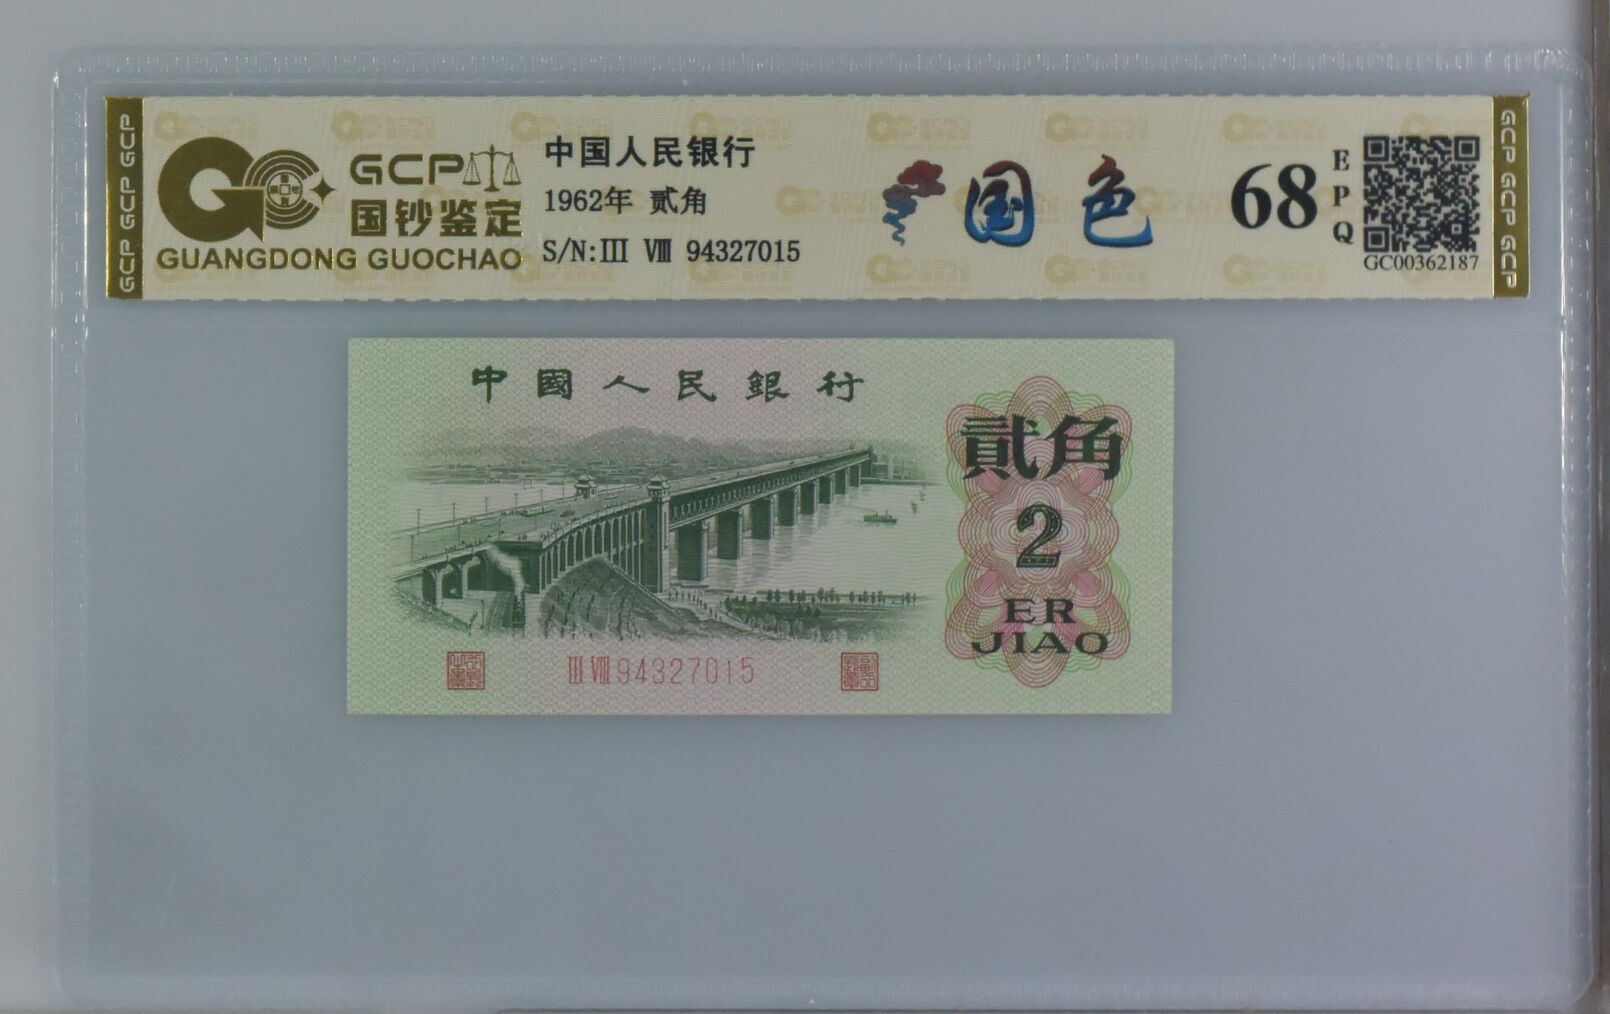 GCP GCP GCP
GCP
国钞鉴定
GUANGDONG GUOCHAO
中国人民银行
1962年 贰角
S/N:III VIII 94327015
国色
68
EPQ
GC00362187
GCP GCP GCP
中國人民銀行
貳角
2
ER
JIAO
III VIII 94327015